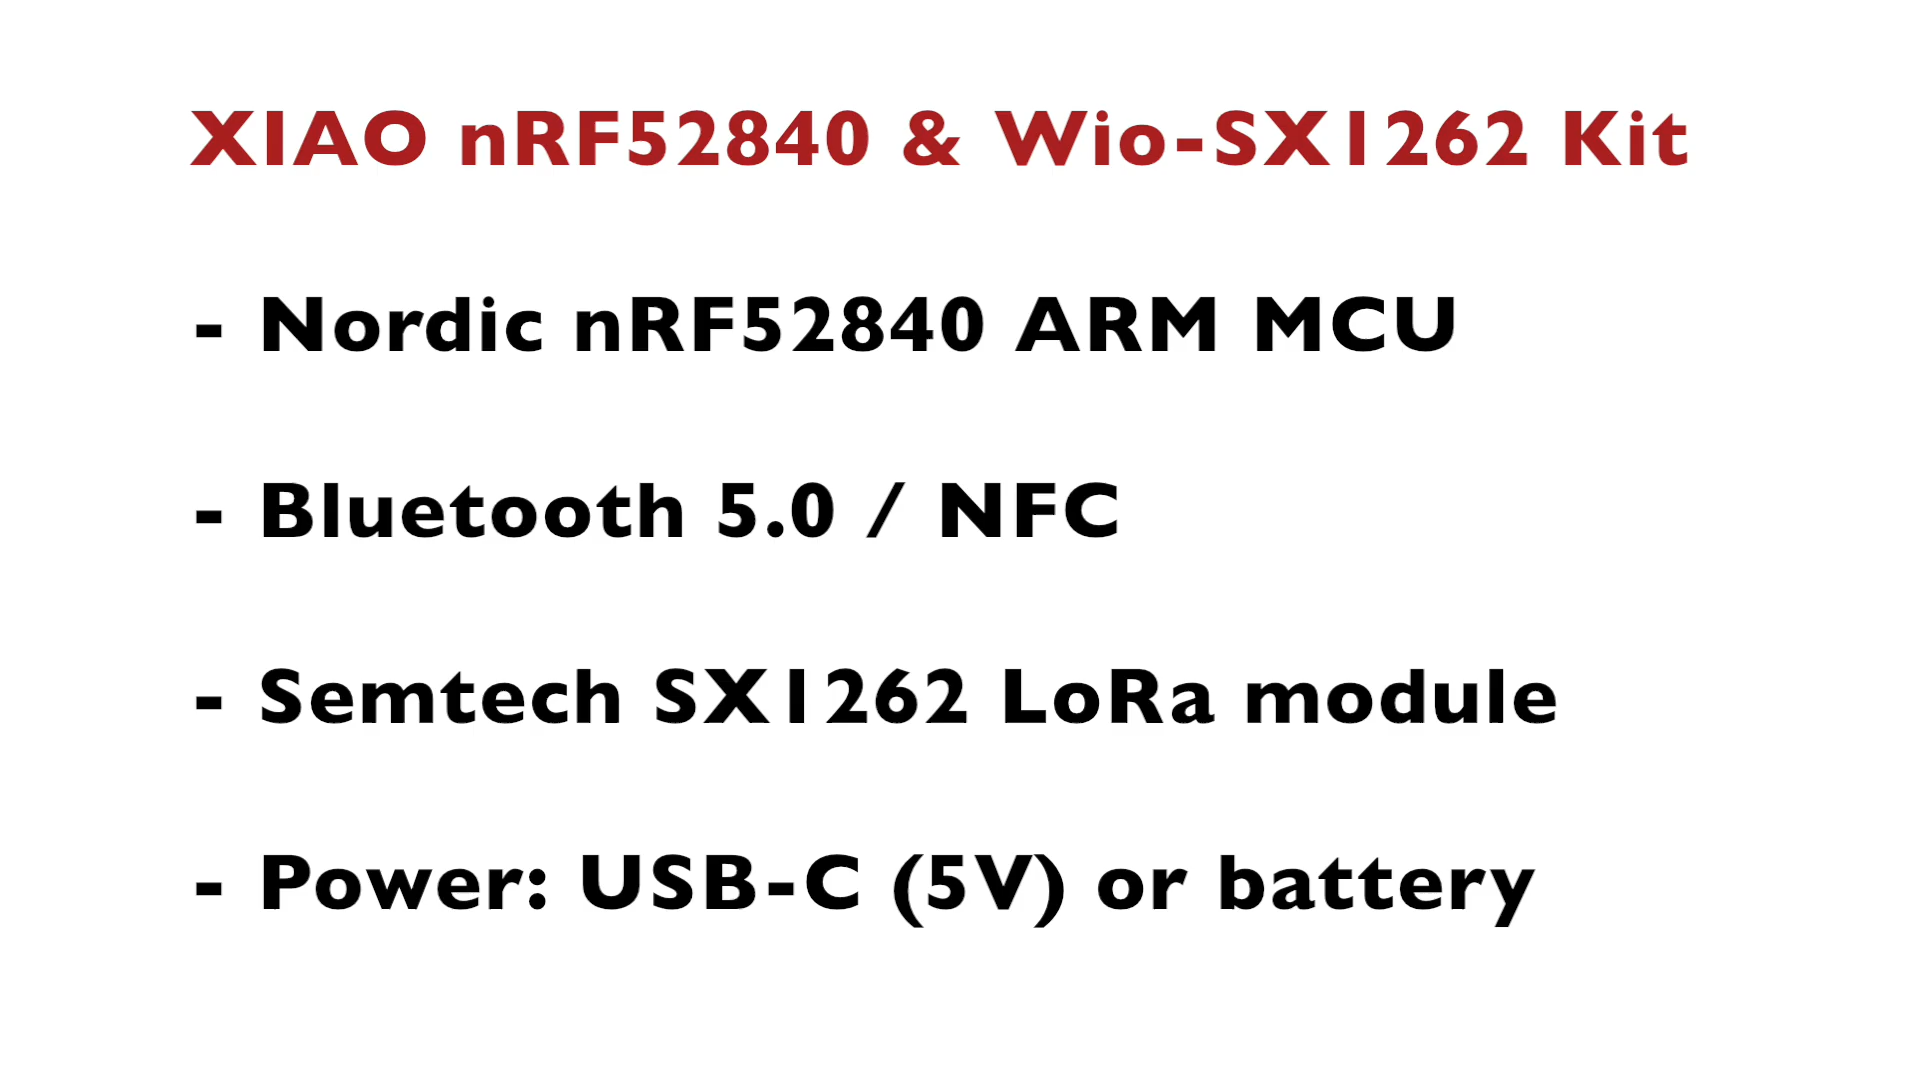 XIAO nRF52840 & Wio-SX1262 Kit
- Nordic nRF52840 ARM MCU
- Bluetooth 5.0 / NFC
- Semtech SX1262 LoRa module
- Power: USB-C (5V) or battery